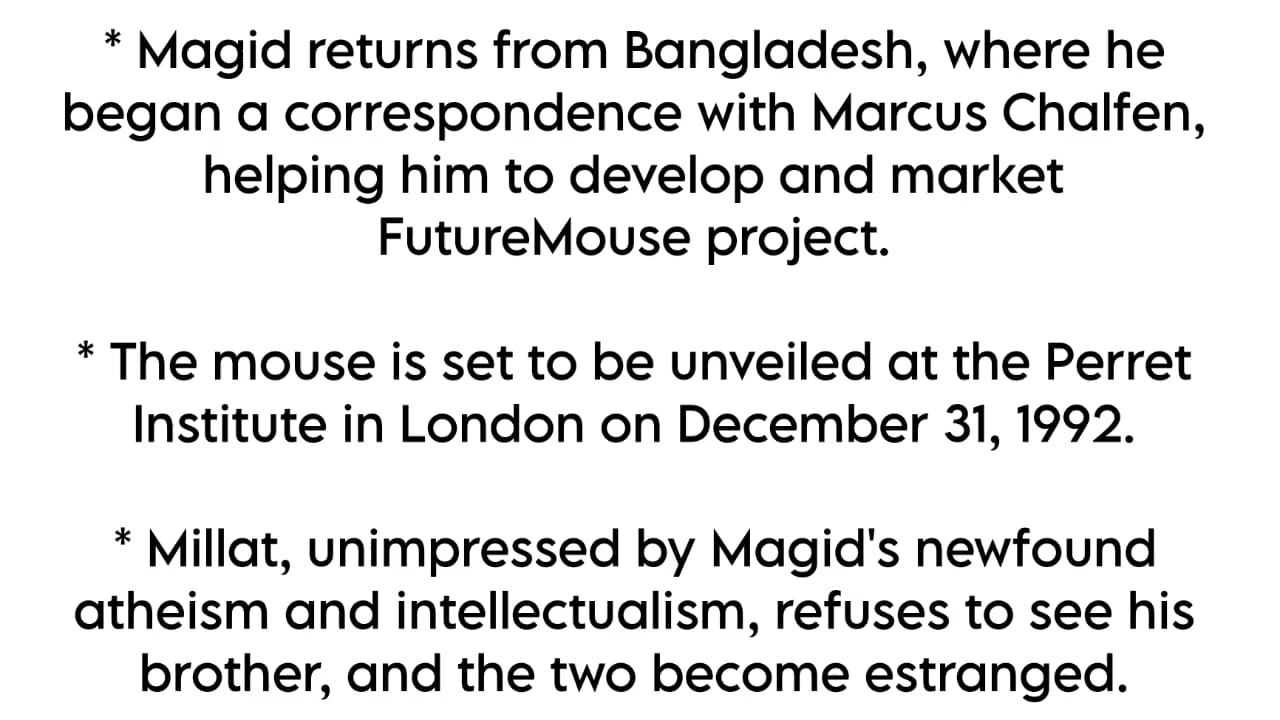 * Magid returns from Bangladesh, where he
began a correspondence with Marcus Chalfen,
helping him to develop and market
FutureMouse project.
* The mouse is set to be unveiled at the Perret
Institute in London on December 31, 1992.
* Millat, unimpressed by Magid's newfound
atheism and intellectualism, refuses to see his
brother, and the two become estranged.